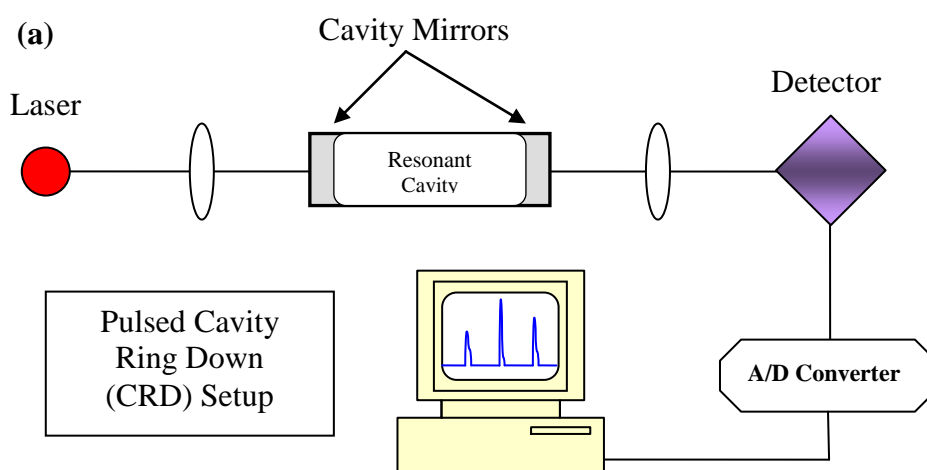 (a)
Cavity Mirrors
Laser
Detector
Resonant
Cavity
Pulsed Cavity
Ring Down
(CRD) Setup
A/D Converter